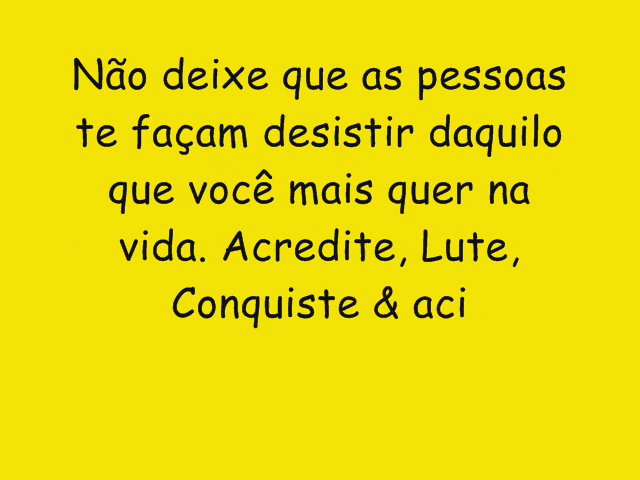 Não deixe que as pessoas
te façam desistir daquilo
que você mais quer na
vida. Acredite, Lute,
Conquiste & aci